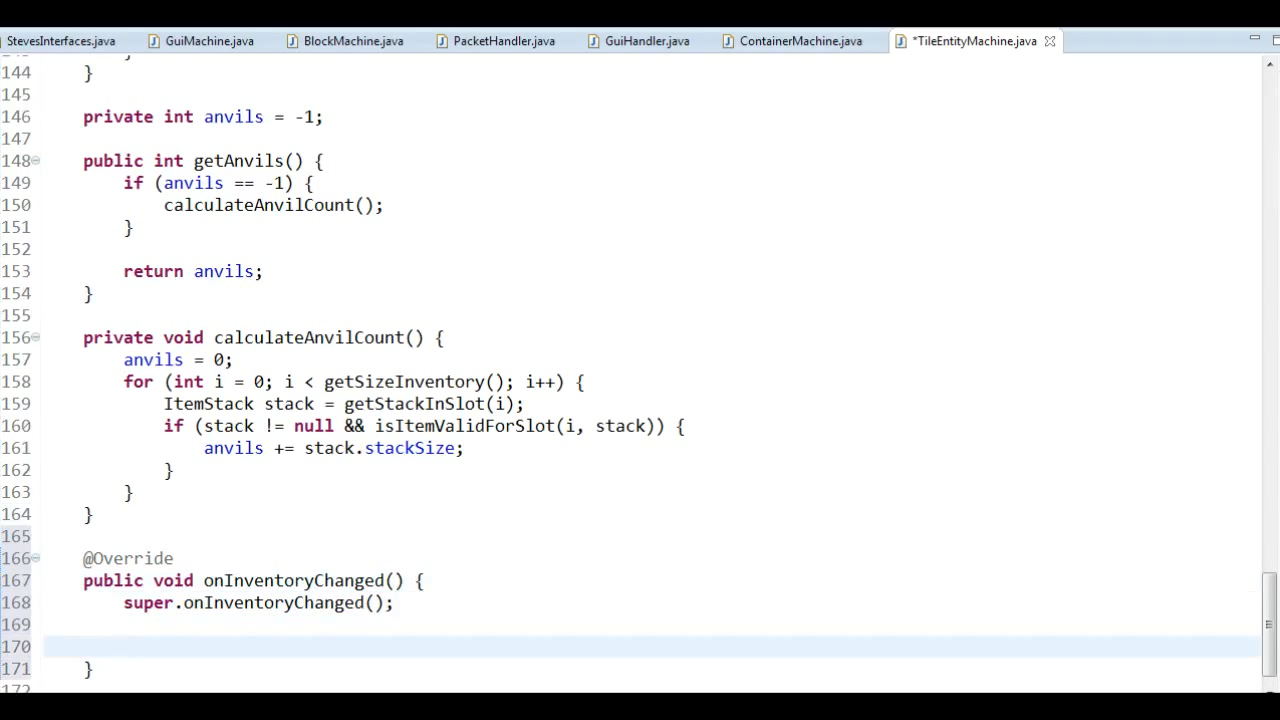 StevesInterfaces.java GuiMachine.java BlockMachine.java PacketHandler.java GuiHandler.java ContainerMachine.java *TileEntityMachine.java
144 }
145
146 private int anvils = -1;
147
148 public int getAnvils() {
149 if (anvils == -1) {
150 calculateAnvilCount();
151 }
152
153 return anvils;
154 }
155
156 private void calculateAnvilCount() {
157 anvils = 0;
158 for (int i = 0; i < getSizeInventory(); i++) {
159 ItemStack stack = getStackInSlot(i);
160 if (stack != null && isItemValidForSlot(i, stack)) {
161 anvils += stack.stackSize;
162 }
163 }
164 }
165
166 @Override
167 public void onInventoryChanged() {
168 super.onInventoryChanged();
169
170
171 }